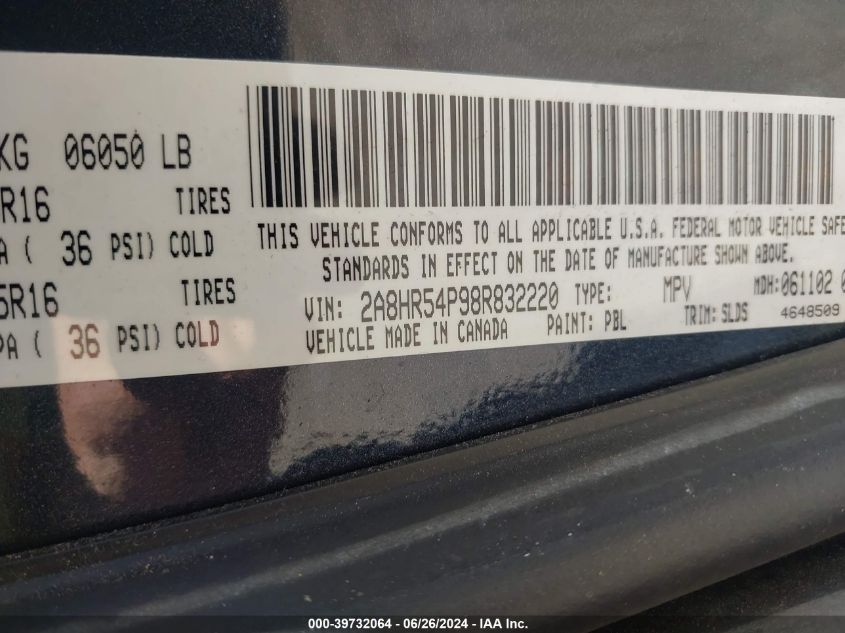 KG 06050 LB
R16 TIRES
A ( 36 PSI) COLD
5R16 TIRES
PA ( 36 PSI) COLD
THIS VEHICLE CONFORMS TO ALL APPLICABLE U.S.A. FEDERAL MOTOR VEHICLE SAFE
STANDARDS IN EFFECT ON THE DATE OF MANUFACTURE SHOWN ABOVE.
VIN: 2A8HR54P98R832220 TYPE: MPV MDH:061102 0
VEHICLE MADE IN CANADA PAINT: PBL TRIM: SLDS 4648509
000-39732064 - 06/26/2024 - IAA Inc.